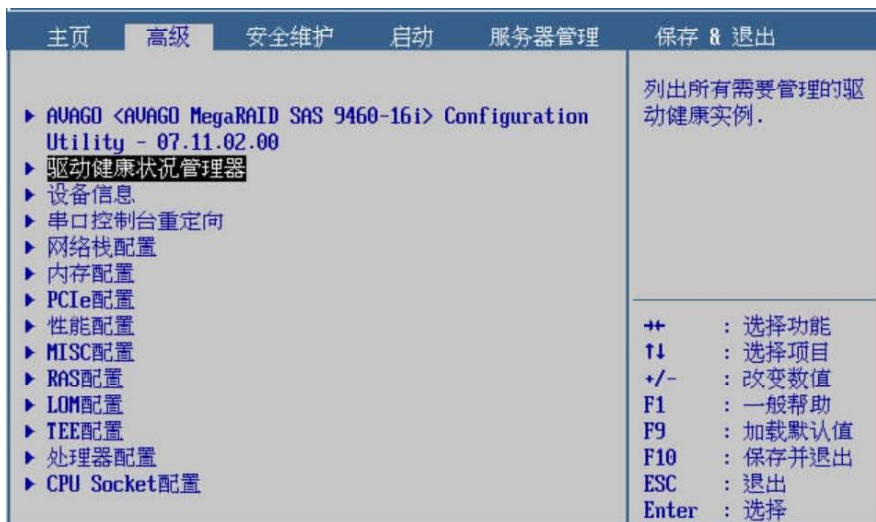 主页 高级 安全维护 启动 服务器管理 保存 & 退出
AVAGO <AVAGO MegaRAID SAS 9460-16i> Configuration
Utility - 07.11.02.00
驱动健康状况管理器
设备信息
串口控制台重定向
网络栈配置
内存配置
PCIe配置
性能配置
MISC配置
RAS配置
LOM配置
TEE配置
处理器配置
CPU Socket配置
列出所有需要管理的驱
动健康实例.
→← : 选择功能
↑↓ : 选择项目
+/- : 改变数值
F1 : 一般帮助
F9 : 加载默认值
F10 : 保存并退出
ESC : 退出
Enter : 选择